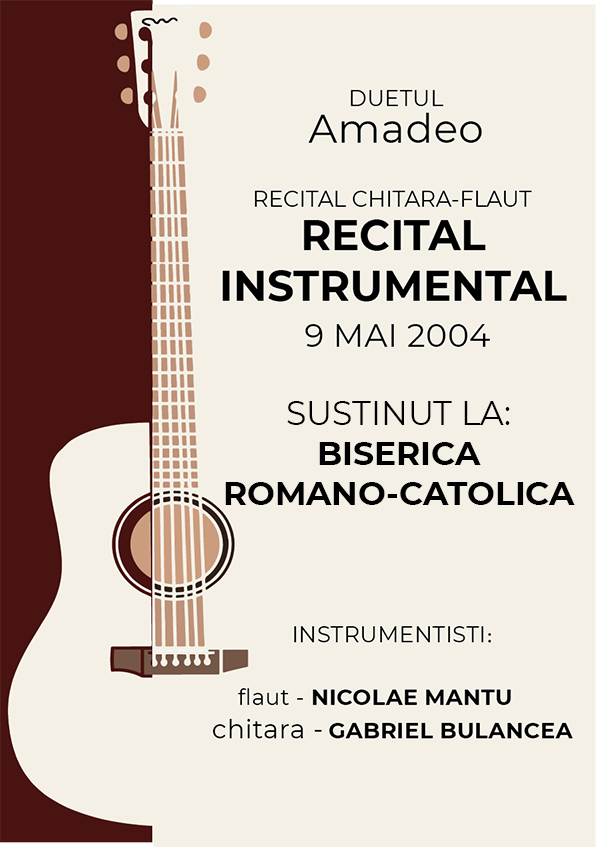 DUETUL
Amadeo
RECITAL CHITARA-FLAUT
RECITAL
INSTRUMENTAL
9 MAI 2004
SUSTINUT LA:
BISERICA
ROMANO-CATOLICA
INSTRUMENTISTI:
flaut - NICOLAE MANTU
chitara - GABRIEL BULANCEA